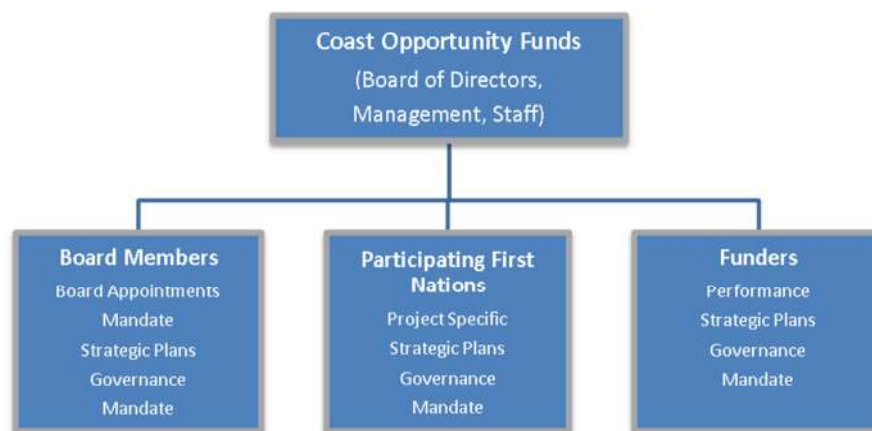 Coast Opportunity Funds
(Board of Directors,
Management, Staff)
Board Members
Board Appointments
Mandate
Strategic Plans
Governance
Mandate
Participating First
Nations
Project Specific
Strategic Plans
Governance
Mandate
Funders
Performance
Strategic Plans
Governance
Mandate